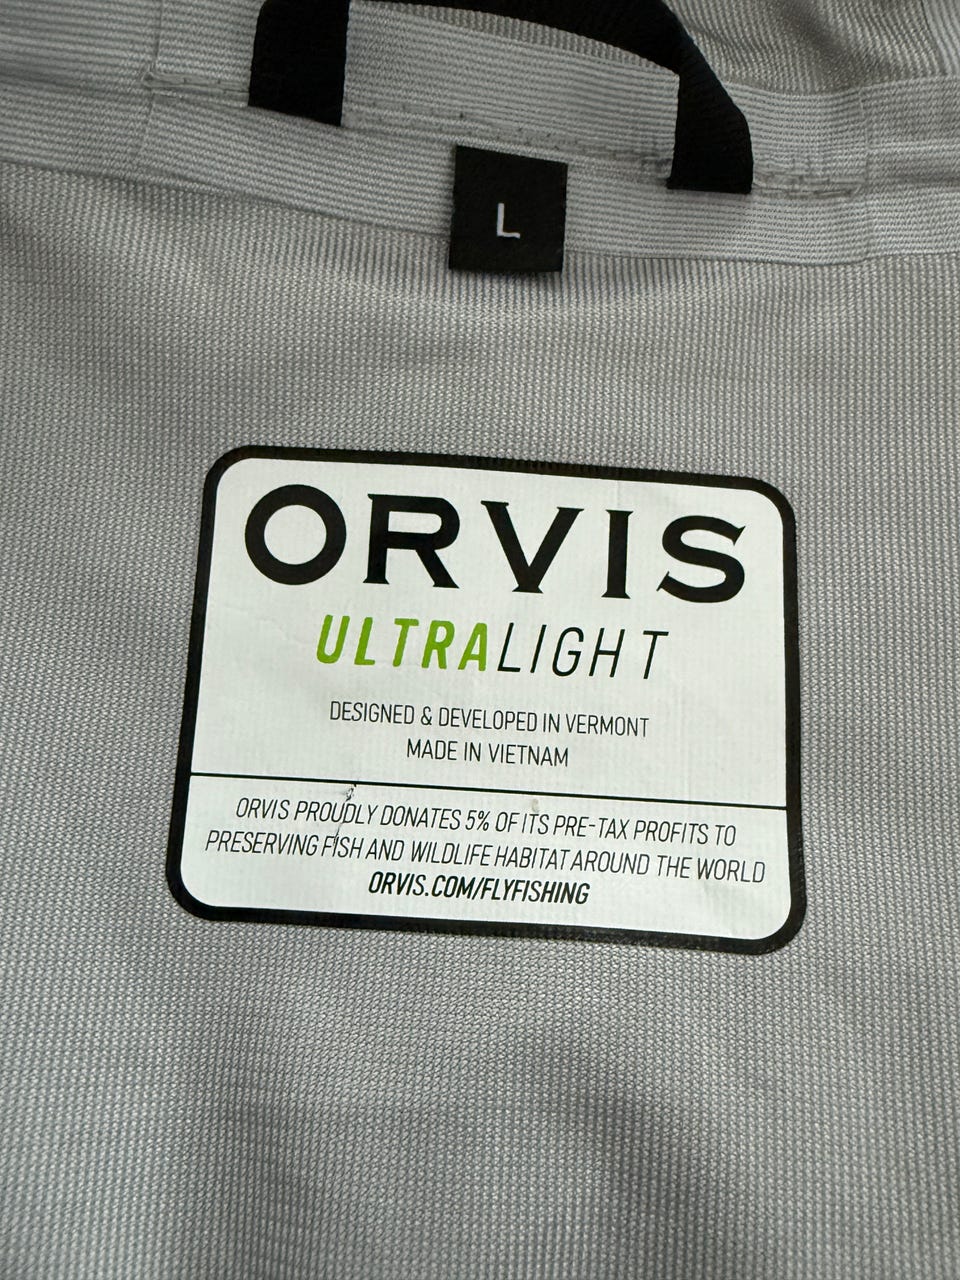 L
ORVIS
ULTRALIGHT
DESIGNED & DEVELOPED IN VERMONT
MADE IN VIETNAM
ORVIS PROUDLY DONATES 5% OF ITS PRE-TAX PROFITS TO
PRESERVING FISH AND WILDLIFE HABITAT AROUND THE WORLD
ORVIS.COM/FLYFISHING